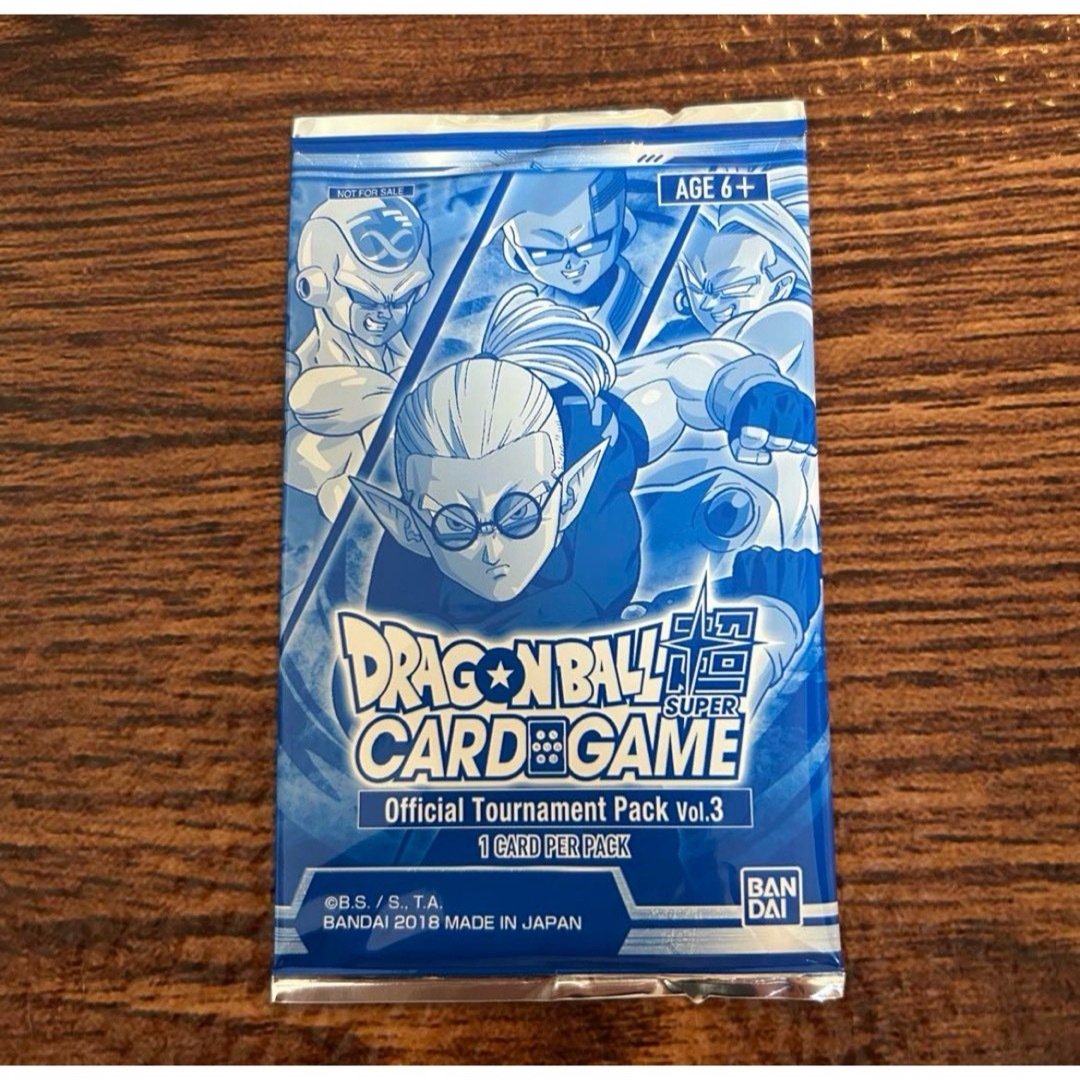 NOT FOR SALE
AGE 6+
DRAGON BALL 超
SUPER
CARD GAME
Official Tournament Pack Vol.3
1 CARD PER PACK
©B.S. / S., T.A.
BANDAI 2018 MADE IN JAPAN
BAN
DAI